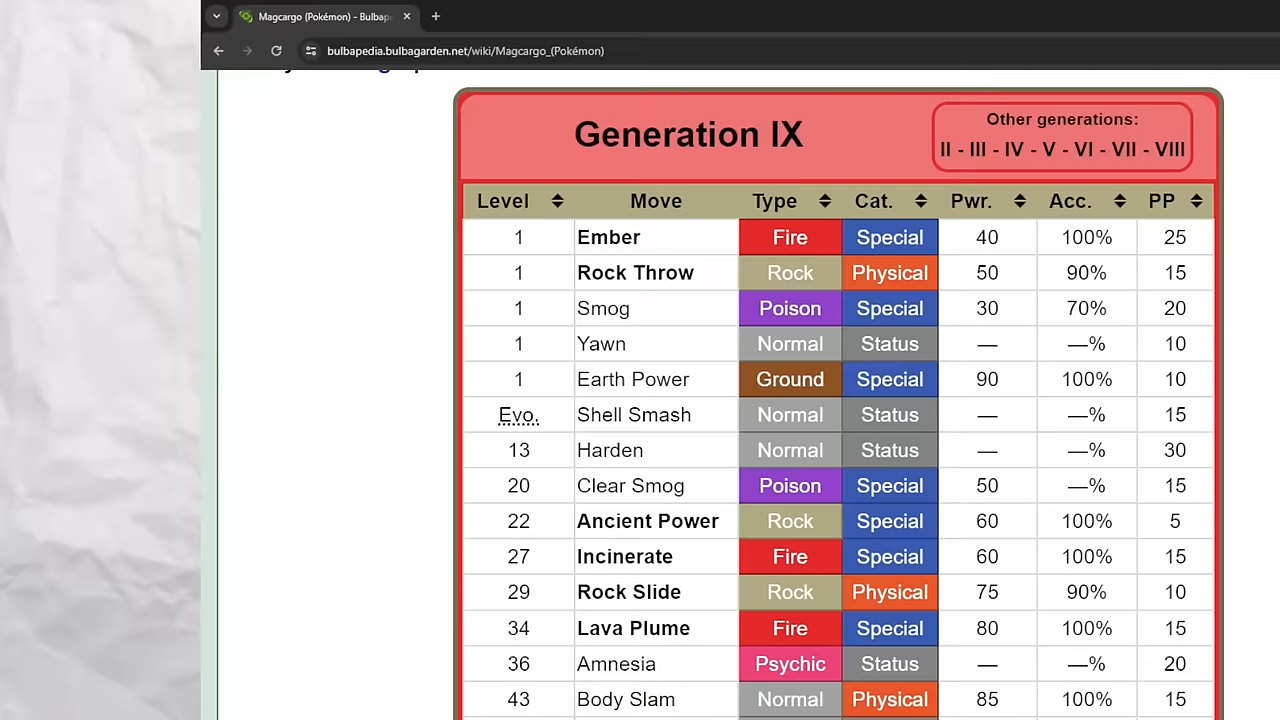 Magcargo (Pokémon) - Bulbap
bulbapedia.bulbagarden.net/wiki/Magcargo_(Pokémon)
Generation IX
Other generations:
II - III - IV - V - VI - VII - VIII
Level Move Type Cat. Pwr. Acc. PP
1 Ember Fire Special 40 100% 25
1 Rock Throw Rock Physical 50 90% 15
1 Smog Poison Special 30 70% 20
1 Yawn Normal Status — —% 10
1 Earth Power Ground Special 90 100% 10
Evo. Shell Smash Normal Status — —% 15
13 Harden Normal Status — —% 30
20 Clear Smog Poison Special 50 —% 15
22 Ancient Power Rock Special 60 100% 5
27 Incinerate Fire Special 60 100% 15
29 Rock Slide Rock Physical 75 90% 10
34 Lava Plume Fire Special 80 100% 15
36 Amnesia Psychic Status — —% 20
43 Body Slam Normal Physical 85 100% 15